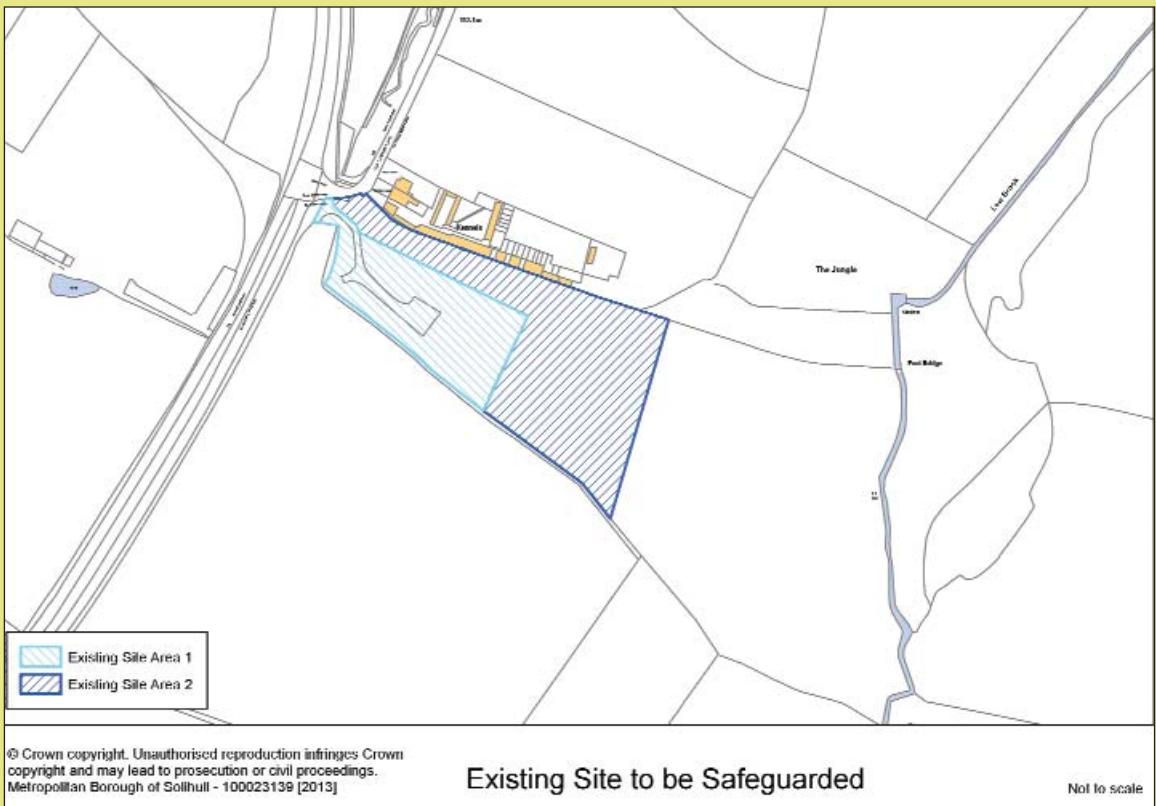 Kennels
Low Brook
The Jungle
Foot Bridge
Existing Site Area 1
Existing Site Area 2
© Crown copyright. Unauthorised reproduction infringes Crown
copyright and may lead to prosecution or civil proceedings.
Metropolitan Borough of Solihull - 100023139 [2013]
Existing Site to be Safeguarded
Not to scale